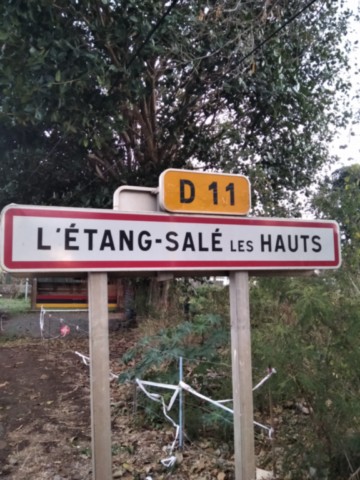 D 11
L'ÉTANG-SALÉ LES HAUTS